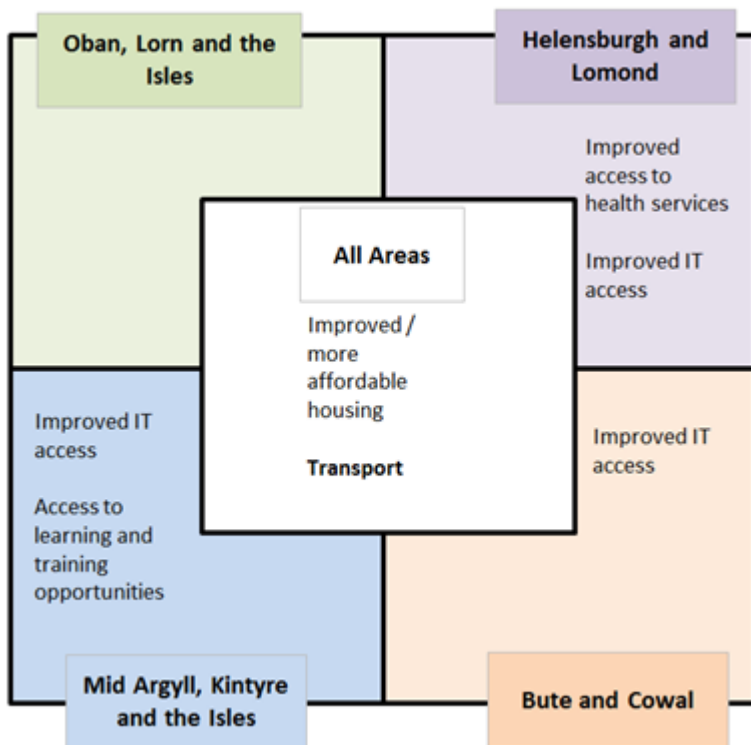 Oban, Lorn and the
Isles
Helensburgh and
Lomond
Improved
access to
health services
Improved IT
access
All Areas
Improved /
more
affordable
housing
Transport
Improved IT
access
Access to
learning and
training
opportunities
Improved IT
access
Mid Argyll, Kintyre
and the Isles
Bute and Cowal